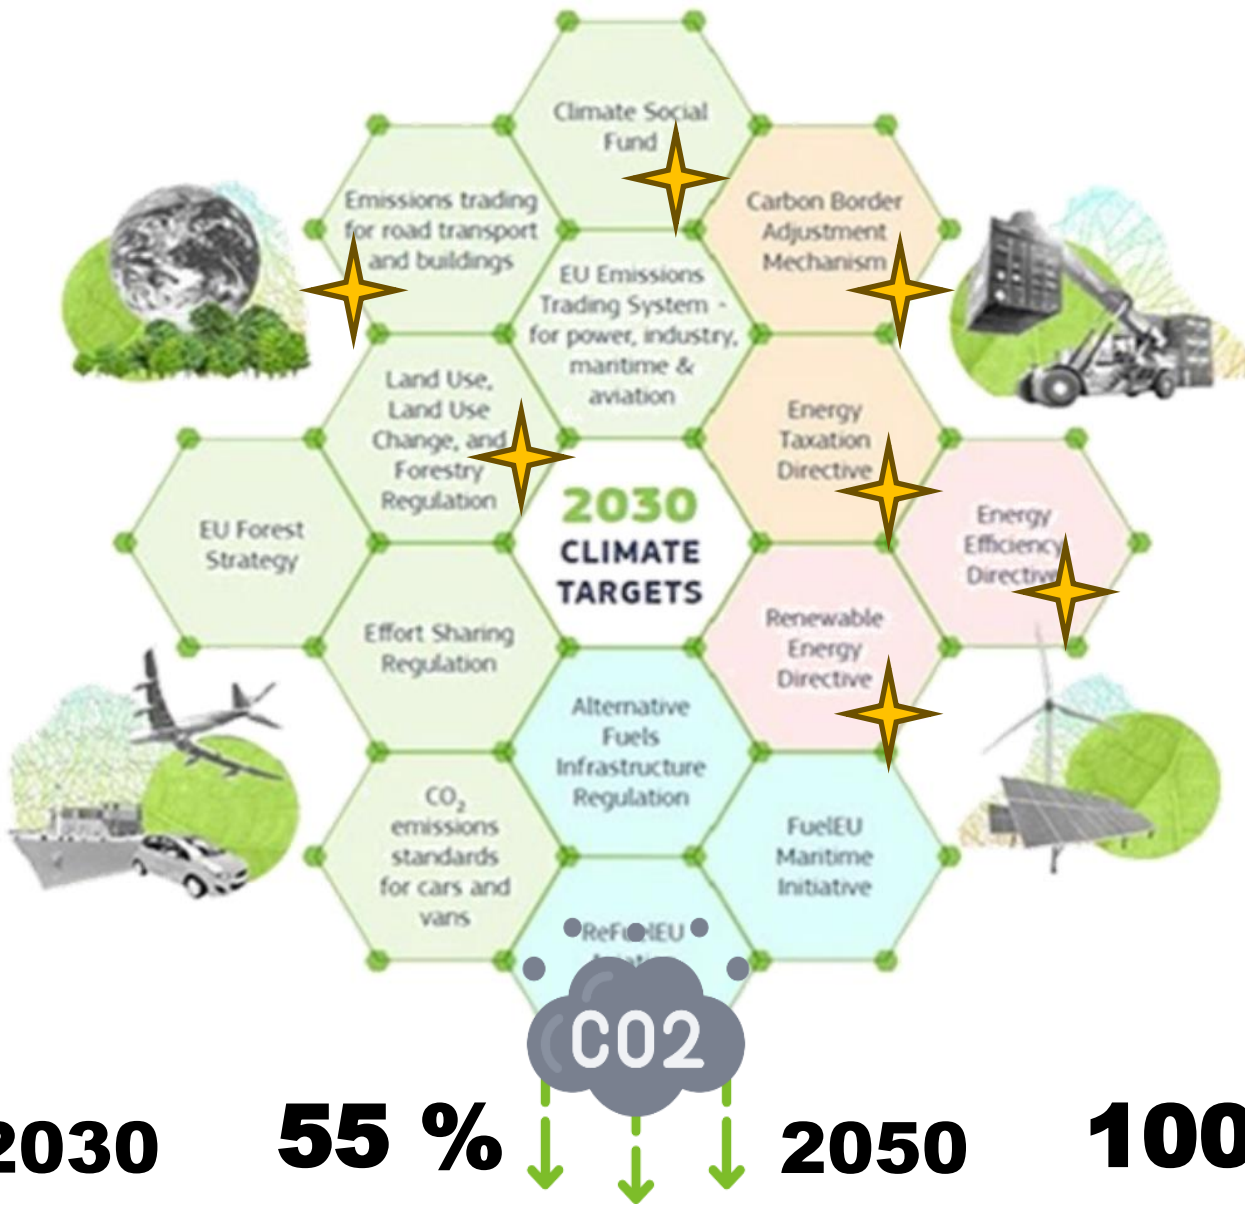 Climate Social
Fund
Emissions trading
for road transport
and buildings
Carbon Border
Adjustment
Mechanism
EU Emissions
Trading System -
for power, industry,
maritime &
aviation
Land Use,
Land Use
Change, and
Forestry
Regulation
Energy
Taxation
Directive
EU Forest
Strategy
2030
CLIMATE
TARGETS
Energy
Efficiency
Directive
Effort Sharing
Regulation
Renewable
Energy
Directive
Alternative
Fuels
Infrastructure
Regulation
CO₂
emissions
standards
for cars and
vans
FuelEU
Maritime
Initiative
ReFuelEU
CO2
2030 55 % 2050 100